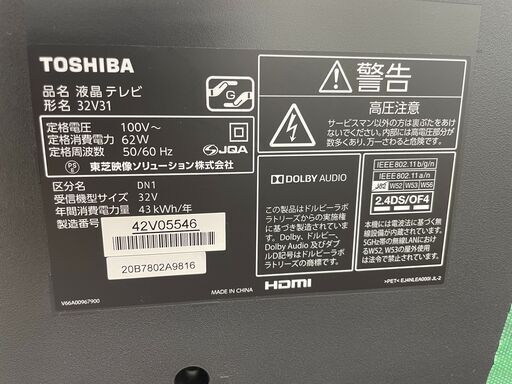 TOSHIBA
品名 液晶テレビ
形名 32V31
G
定格電圧 100V～
定格消費電力 62W
定格周波数 50/60 Hz
PS
E
JQA
東芝映像ソリューション株式会社
区分名 DN1
受信機型サイズ 32V
年間消費電力量 43 kWh/年
製造番号
42V05546
20B7802A9816
V66A00967900
MADE IN CHINA
警告
高圧注意
サービスマン以外の方は裏ぶたをあけ
ないでください。内部には高電圧部分が
数多くあり、万一さわると危険です。
DOLBY AUDIO
この製品はドルビーラボ
ラトリーズからの実施権
に基づき製造されていま
す。Dolby、ドルビー、
Dolby Audio 及びダブ
ルD記号はドルビーラボ
ラトリーズの商標です。
HDMI
IEEE802.11 b/g/n
IEEE802.11 a/n
W52 W53 W56
2.4DS/OF4
本機には電波法に基づく無
線設備が内蔵されています。
5GHz帯の無線LANにおけ
るW52、W53の屋外使用
は法令で禁止されています。
>PET< EJ4NLEA000I JL-2